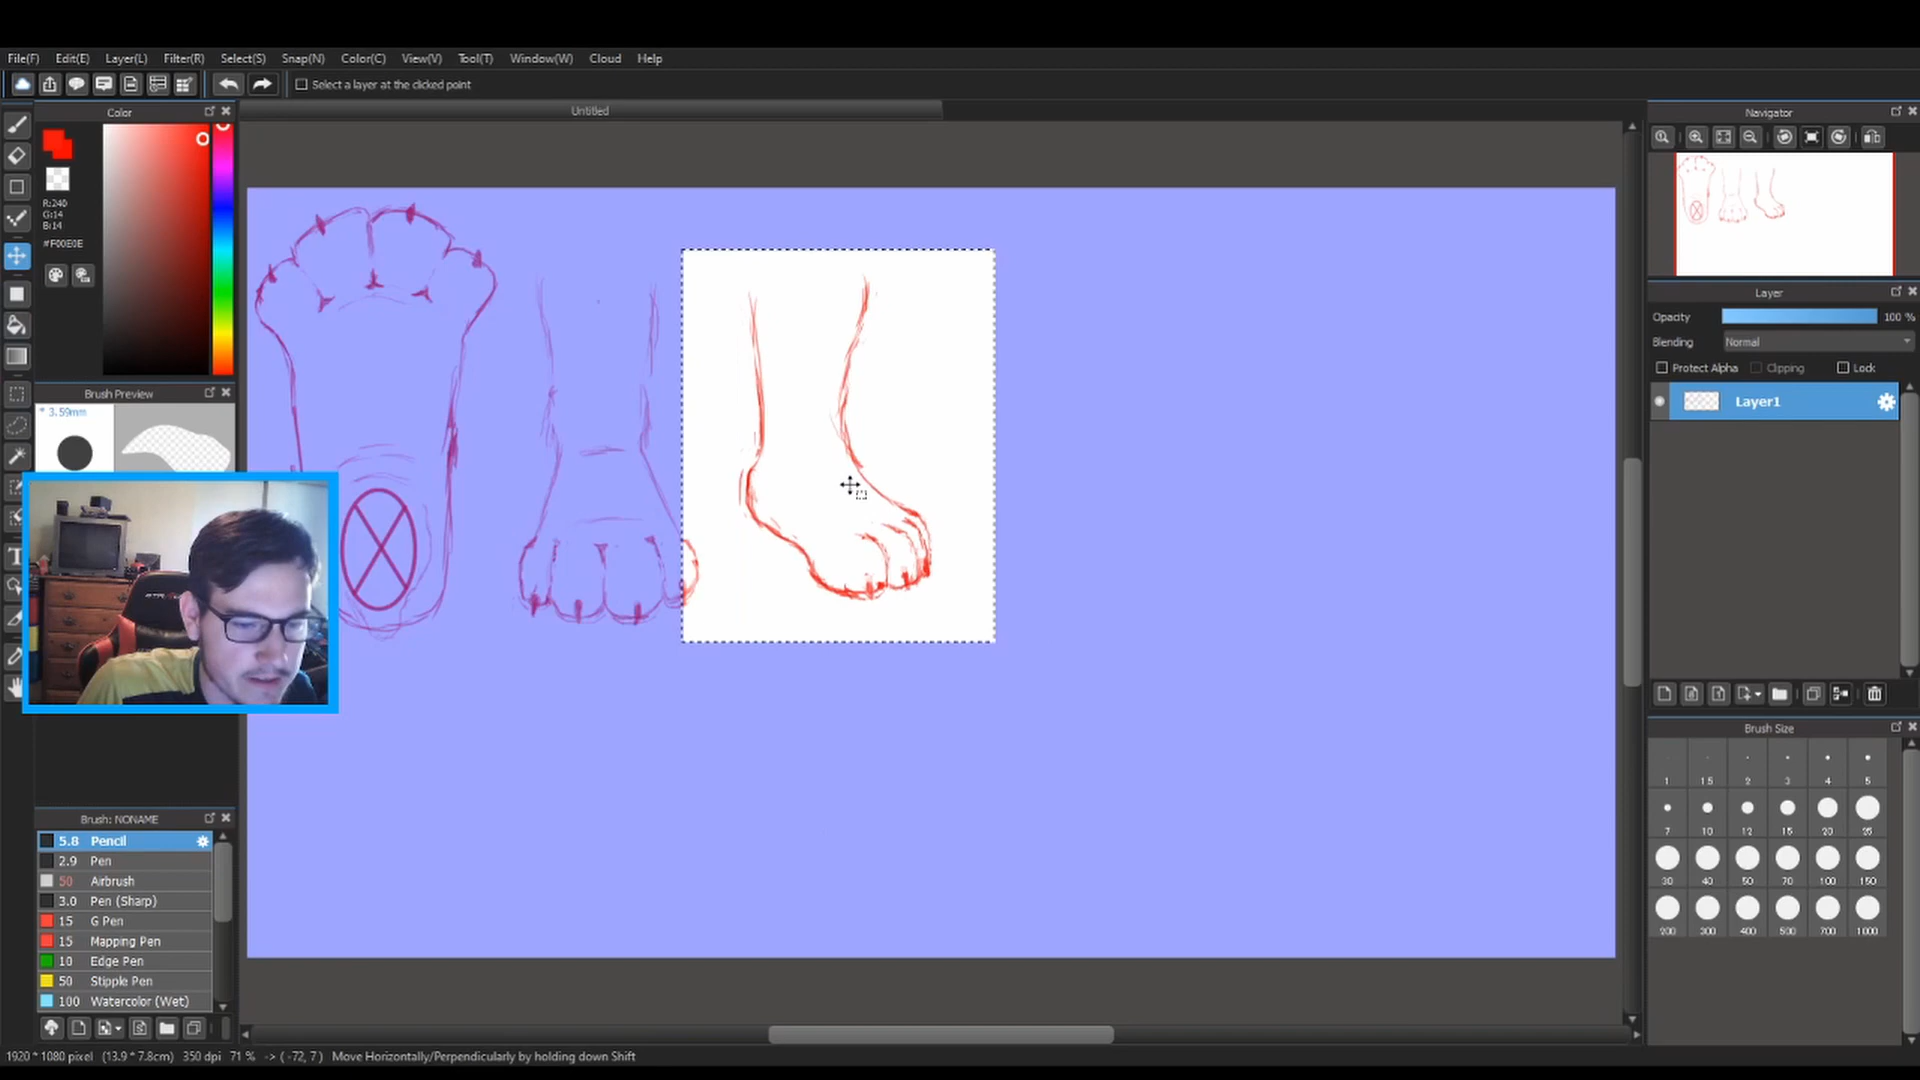 File(F) Edit(E) Layer(L) Filter(R) Select(S) Snap(N) Color(C) View(V) Tool(T) Window(W) Cloud Help
Select a layer at the clicked point
Color
Untitled
Navigator
R:240
G:14
B:14
#F00E0E
Layer
Opacity 100 %
Blending Normal
Protect Alpha Clipping Lock
Layer1
Brush Preview
* 3.59mm
T
Brush Size
1 1.5 2 3 4 5
7 10 12 15 20 25
30 40 50 70 100 150
200 300 400 500 700 1000
Brush: NONAME
5.8 Pencil
2.9 Pen
50 Airbrush
3.0 Pen (Sharp)
15 G Pen
15 Mapping Pen
10 Edge Pen
50 Stipple Pen
100 Watercolor (Wet)
1920 * 1080 pixel (13.9 * 7.8cm) 350 dpi 71 % -> ( -72, 7 ) Move Horizontally/Perpendicularly by holding down Shift